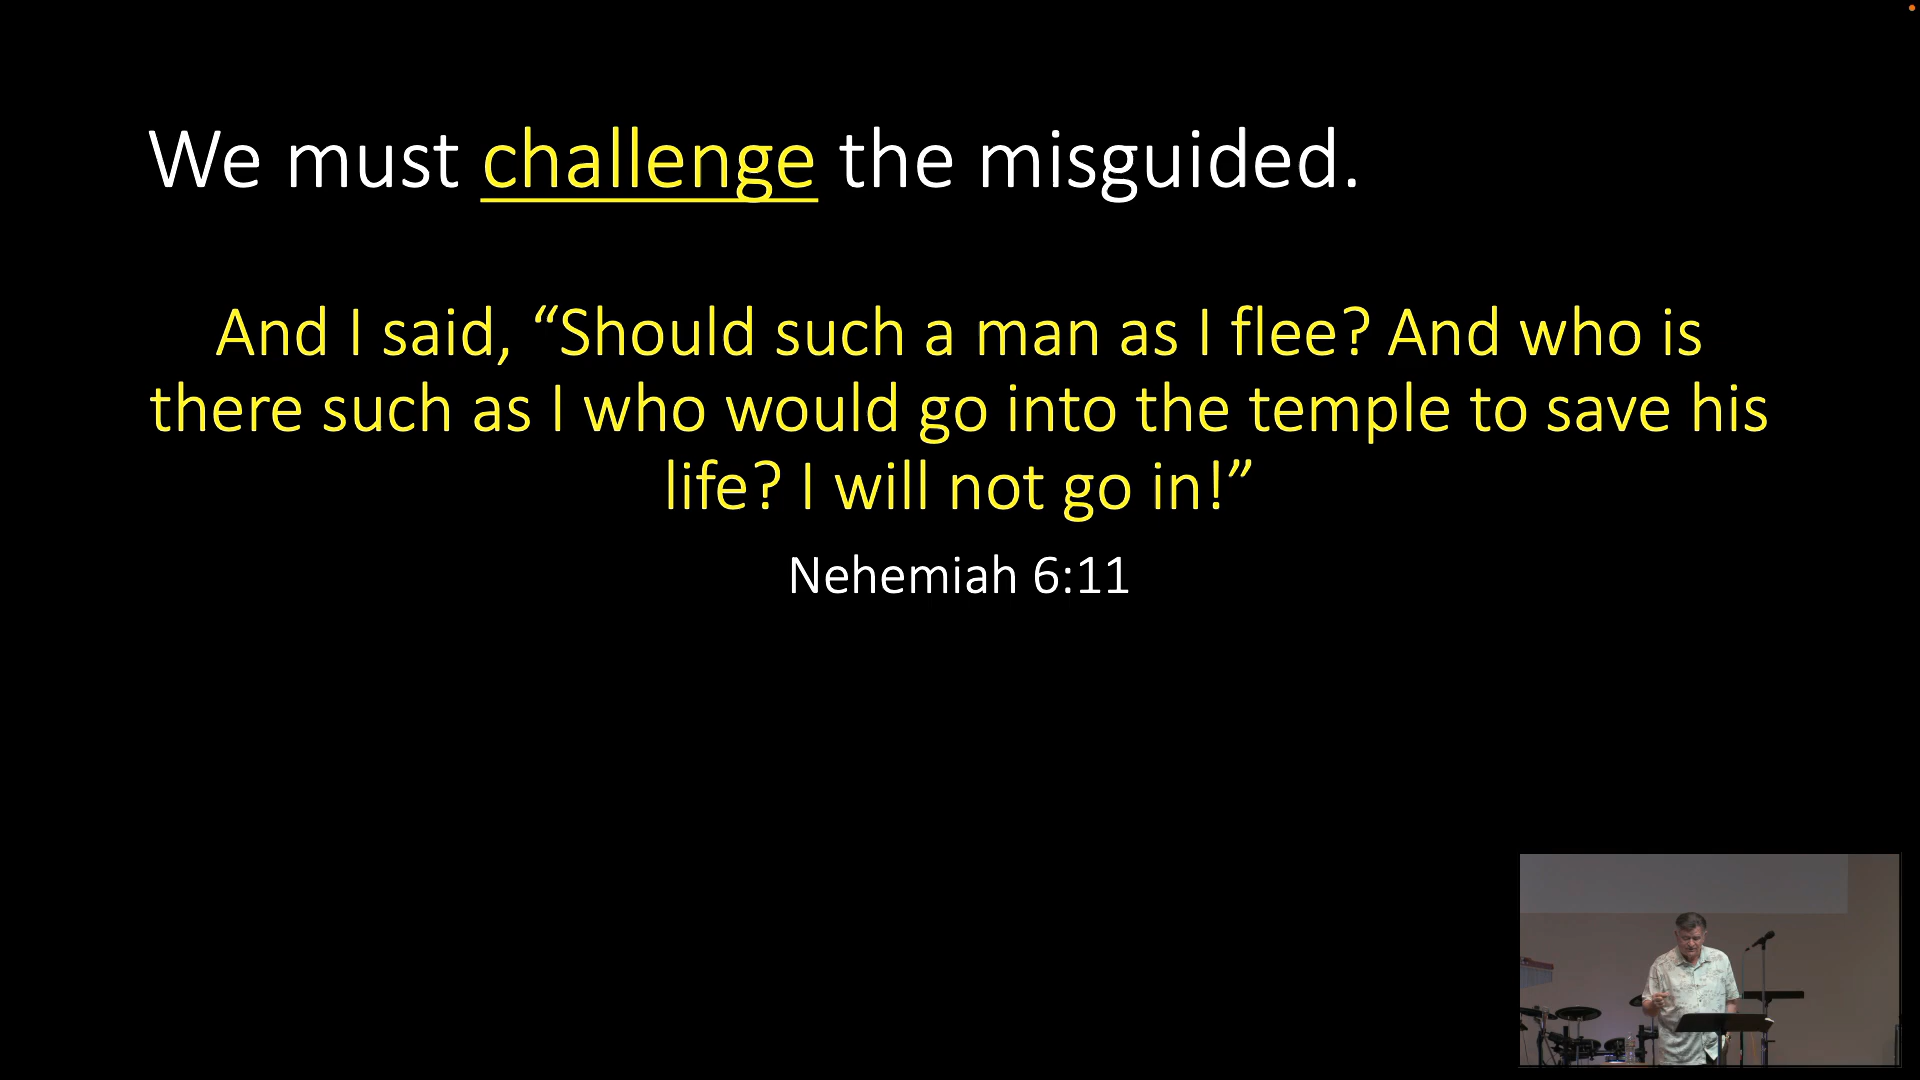 We must challenge the misguided.
And I said, “Should such a man as I flee? And who is
there such as I who would go into the temple to save his
life? I will not go in!”
Nehemiah 6:11